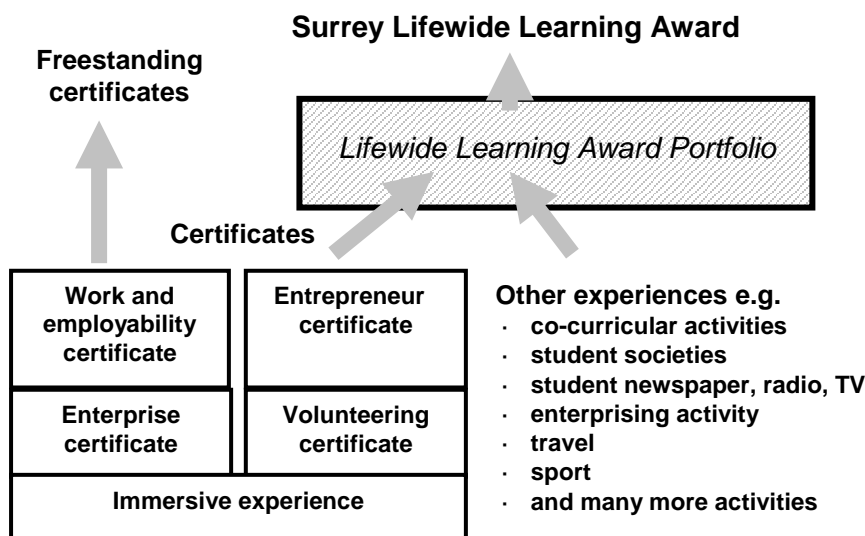 Surrey Lifewide Learning Award
Freestanding
certificates
Lifewide Learning Award Portfolio
Certificates
Work and
employability
certificate
Entrepreneur
certificate
Enterprise
certificate
Volunteering
certificate
Immersive experience
Other experiences e.g.
· co-curricular activities
· student societies
· student newspaper, radio, TV
· enterprising activity
· travel
· sport
· and many more activities